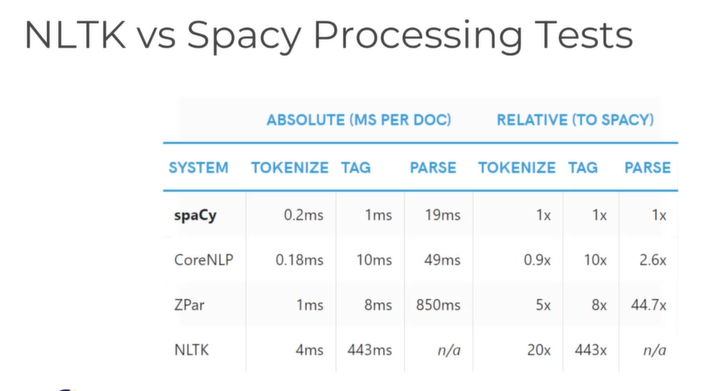 NLTK vs Spacy Processing Tests
ABSOLUTE (MS PER DOC) RELATIVE (TO SPACY)
SYSTEM TOKENIZE TAG PARSE TOKENIZE TAG PARSE
spaCy 0.2ms 1ms 19ms 1x 1x 1x
CoreNLP 0.18ms 10ms 49ms 0.9x 10x 2.6x
ZPar 1ms 8ms 850ms 5x 8x 44.7x
NLTK 4ms 443ms n/a 20x 443x n/a